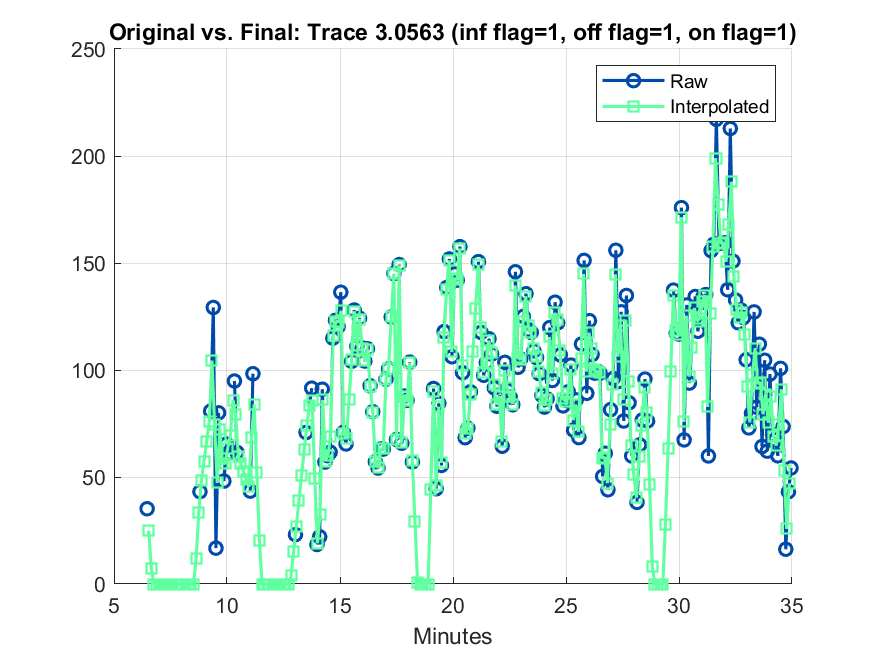 Original vs. Final: Trace 3.0563 (inf flag=1, off flag=1, on flag=1)
250
200
150
100
50
0
Raw
Interpolated
5 10 15 20 25 30 35
Minutes